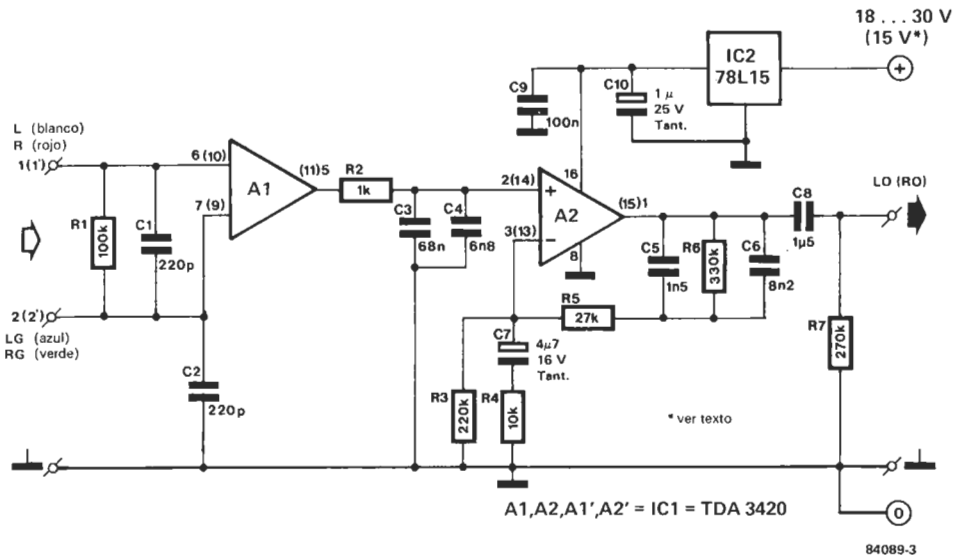 18 . . . 30 V
(15 V*)
IC2
78L15
C9
100n
C10
1 µ
25 V
Tant.
L (blanco)
R (rojo)
1(1')
6 (10)
7 (9)
A1
(11)5
R2
1k
R1
100k
C1
220p
C3
68n
C4
6n8
2(14)
3(13)
16
A2
8
(15)1
C8
1µ5
LO (RO)
C5
1n5
R6
330k
C6
8n2
2(2')
LG (azul)
RG (verde)
C2
220p
R5
27k
C7
4µ7
16 V
Tant.
R3
220k
R4
10k
R7
270k
* ver texto
A1,A2,A1',A2' = IC1 = TDA 3420
+
−
+
0
84089-3